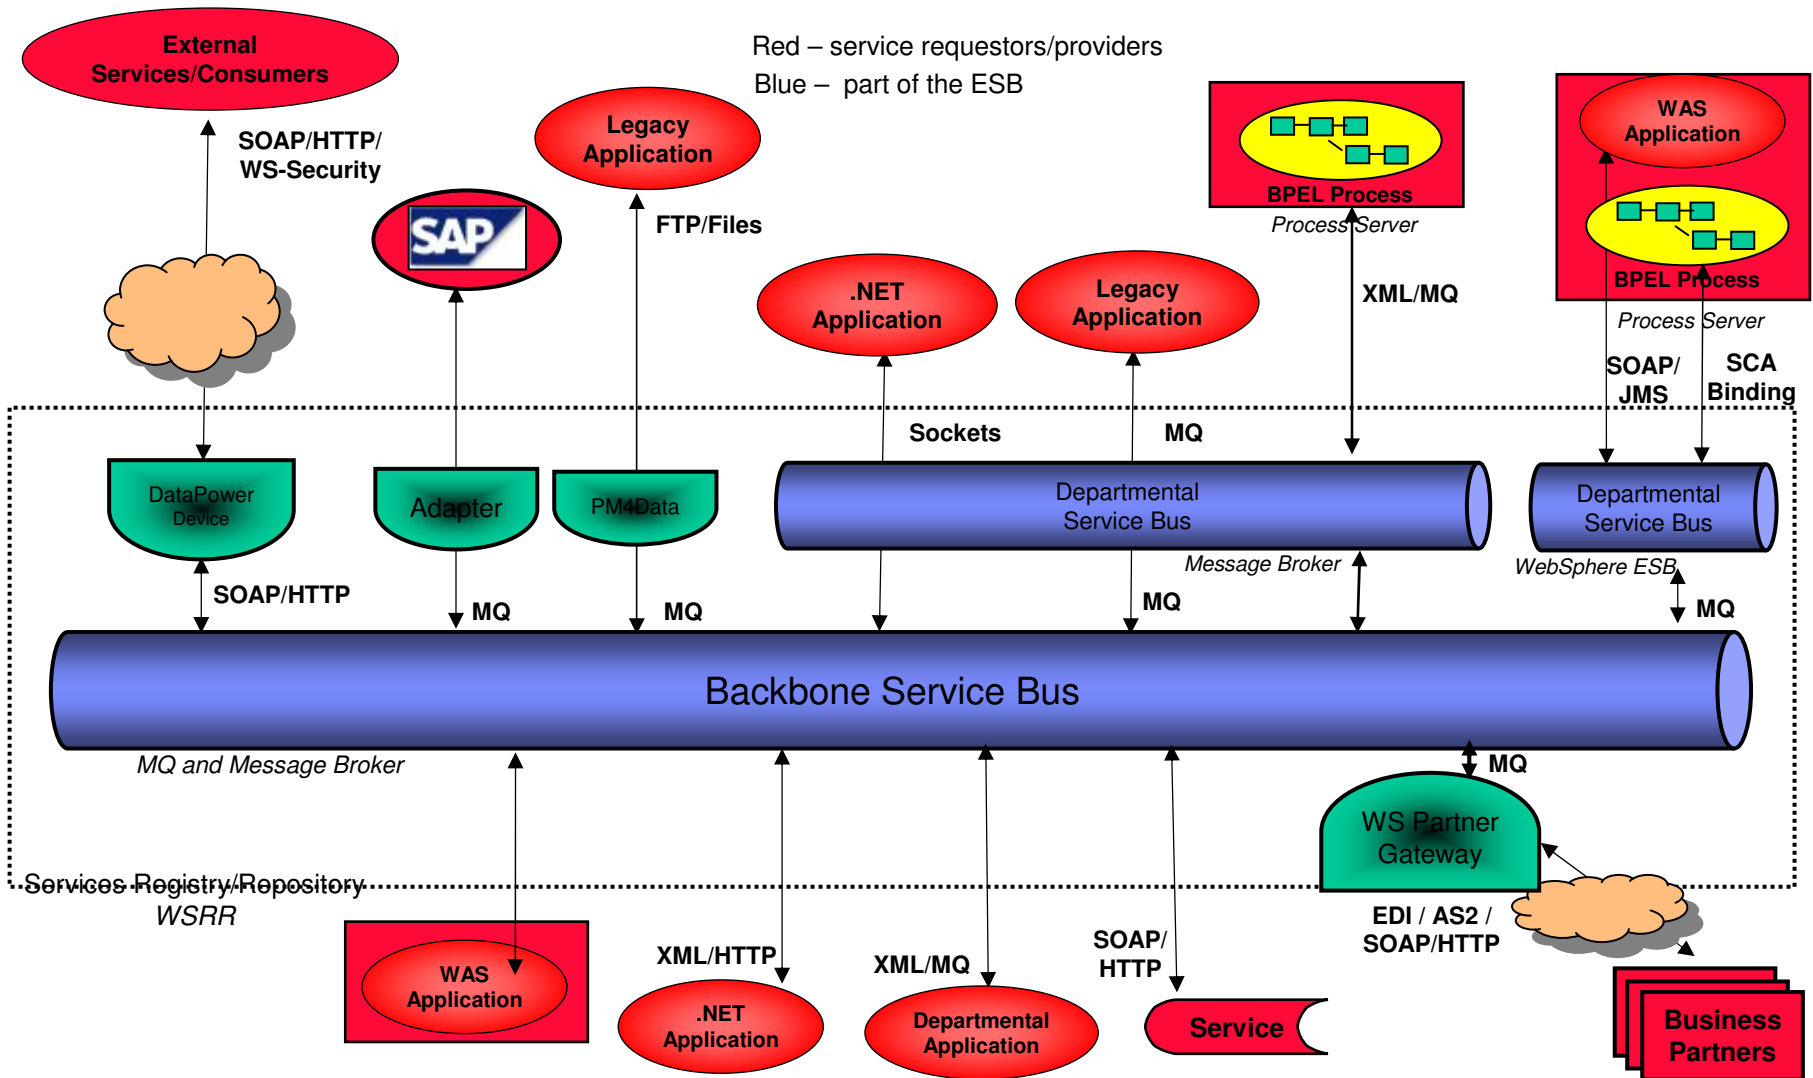 External
Services/Consumers
Red – service requestors/providers
Blue – part of the ESB
SOAP/HTTP/
WS-Security
Legacy
Application
SAP
FTP/Files
.NET
Application
Legacy
Application
BPEL Process
Process Server
XML/MQ
WAS
Application
BPEL Process
Process Server
SOAP/
JMS
SCA
Binding
Sockets
MQ
DataPower
Device
Adapter
PM4Data
Departmental
Service Bus
Departmental
Service Bus
Message Broker
WebSphere ESB
SOAP/HTTP
MQ
MQ
MQ
MQ
Backbone Service Bus
MQ and Message Broker
MQ
WS Partner
Gateway
Services Registry/Repository
WSRR
EDI / AS2 /
SOAP/HTTP
WAS
Application
XML/HTTP
.NET
Application
XML/MQ
Departmental
Application
SOAP/
HTTP
Service
Business
Partners